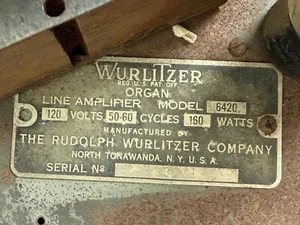 WURLITZER
REG. U.S. PAT. OFF.
ORGAN
LINE AMPLIFIER MODEL 6420
120 VOLTS 50-60 CYCLES 160 WATTS
MANUFACTURED BY
THE RUDOLPH WURLITZER COMPANY
NORTH TONAWANDA, N.Y. U.S.A.
SERIAL Nº